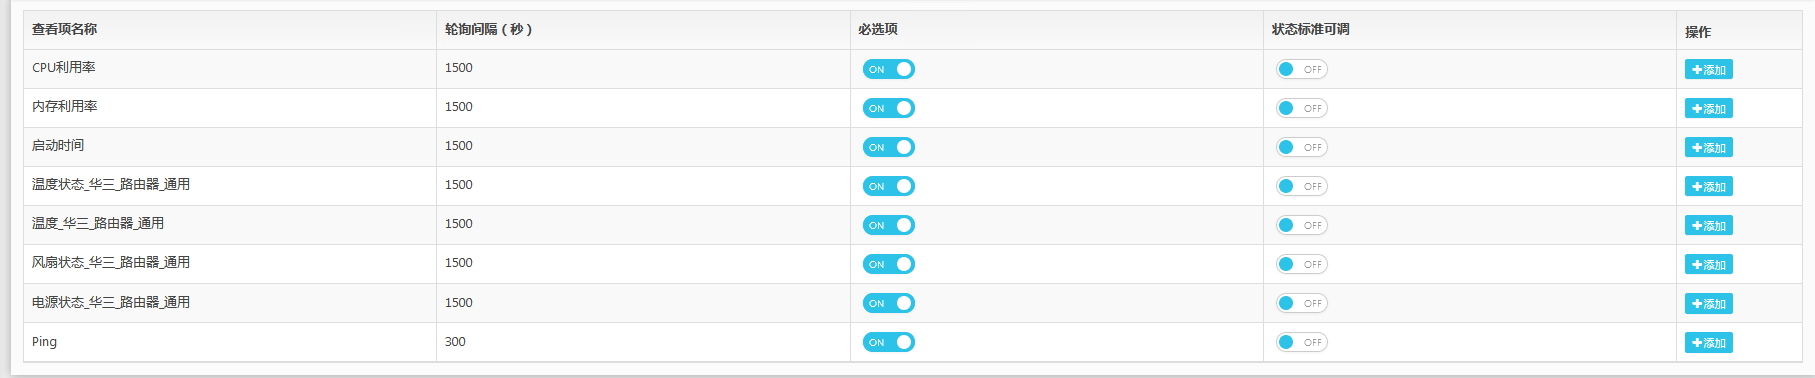 查看项名称 轮询间隔（秒） 必选项 状态标准可调 操作
CPU利用率 1500 ON OFF 添加
内存利用率 1500 ON OFF 添加
启动时间 1500 ON OFF 添加
温度状态_华三_路由器_通用 1500 ON OFF 添加
温度_华三_路由器_通用 1500 ON OFF 添加
风扇状态_华三_路由器_通用 1500 ON OFF 添加
电源状态_华三_路由器_通用 1500 ON OFF 添加
Ping 300 ON OFF 添加